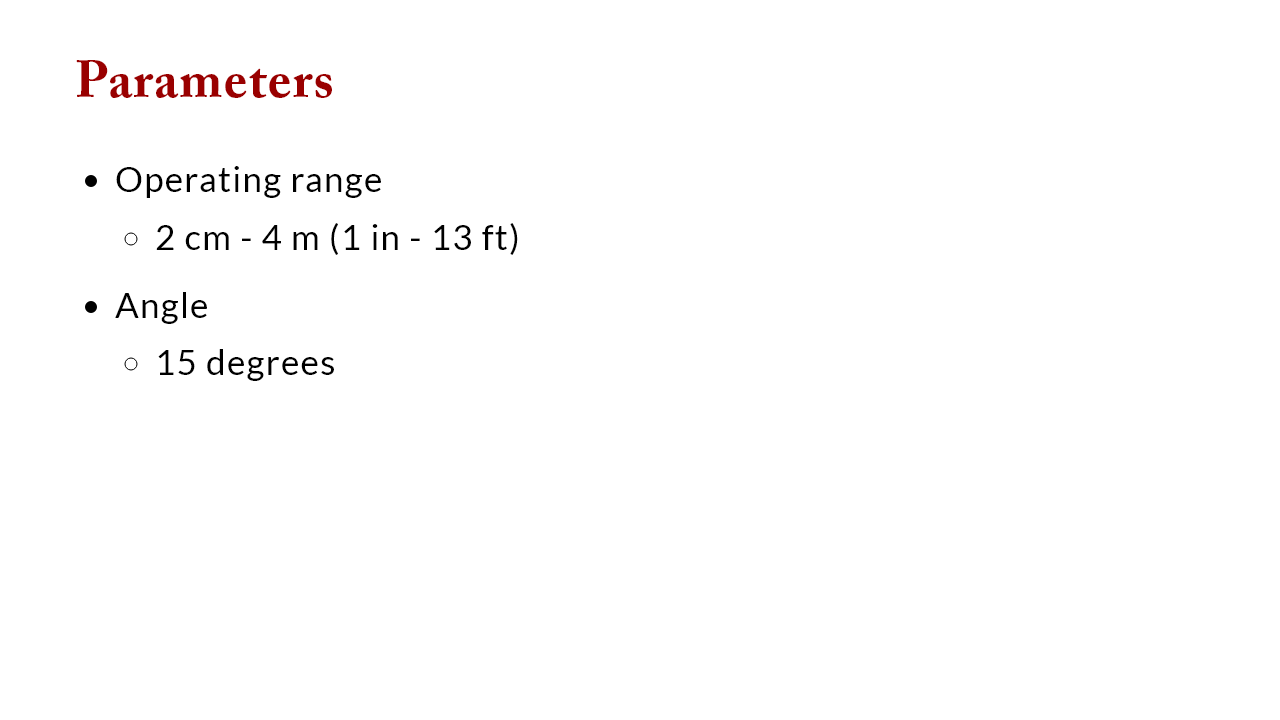 Parameters
• Operating range
○ 2 cm - 4 m (1 in - 13 ft)
• Angle
○ 15 degrees